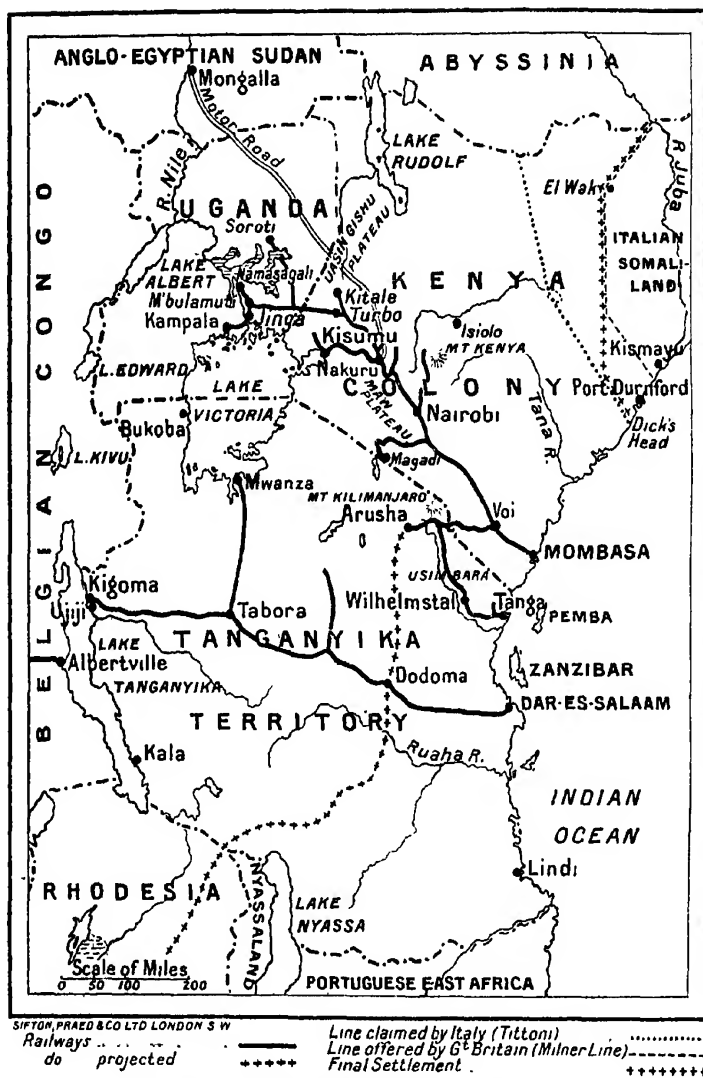 ANGLO-EGYPTIAN SUDAN
ABYSSINIA
Mongalla
Motor Road
LAKE
RUDOLF
R. Nile
R. Juba
El Wak
UGANDA
Soroti
UASIN GISHU
PLATEAU
ITALIAN
SOMALI-
LAND
LAKE
ALBERT
Namasagali
M'bulamuti
Kampala
Jinga
KENYA
Kitale
Turbo
Kisumu
Isiolo
MT KENYA
Kismayu
L. EDWARD
Nakuru
COLONY
Port Durnford
LAKE
VICTORIA
MAW
PLATEAU
Nairobi
Tana R.
Dick's
Head
Bukoba
L. KIVU
Magadi
Mwanza
MT KILIMANJARO
Arusha
Voi
MOMBASA
BELGIAN CONGO
USIMBARA
Kigoma
Wilhelmstal
Tanga
PEMBA
Ujiji
Tabora
TANGANYIKA
LAKE
TANGANYIKA
Albertville
Dodoma
ZANZIBAR
DAR-ES-SALAAM
TERRITORY
Kala
Ruaha R.
INDIAN
OCEAN
Lindi
RHODESIA
NYASSALAND
LAKE
NYASSA
Scale of Miles
0 50 100 200
PORTUGUESE EAST AFRICA
SIFTON, PRAED & CO LTD LONDON S W
Railways
do projected
Line claimed by Italy (Tittoni)
Line offered by Gt Britain (Milner Line)
Final Settlement